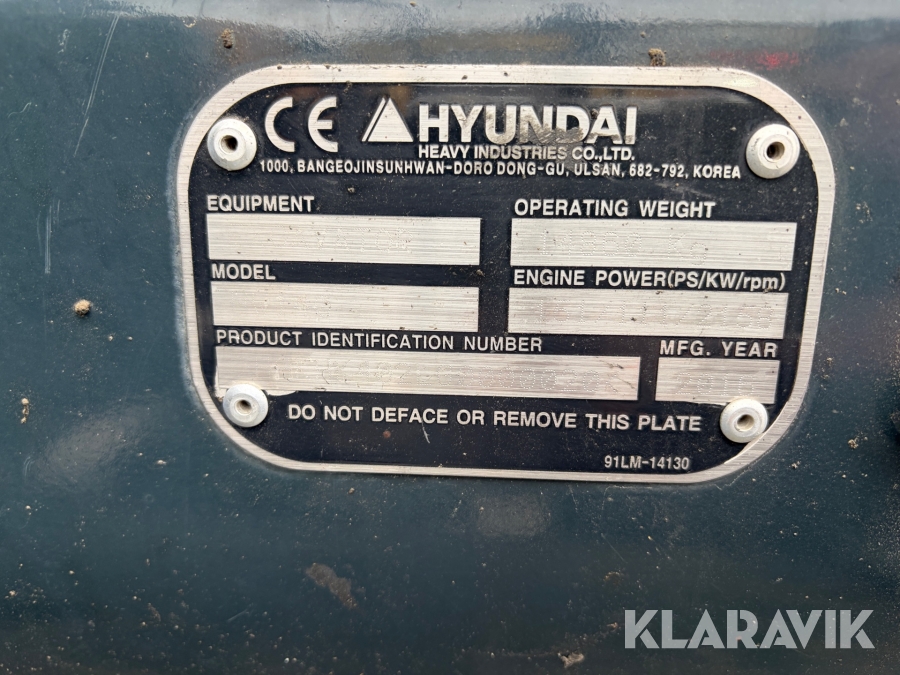 CE HYUNDAI
HEAVY INDUSTRIES CO.,LTD.
1000, BANGEOJINSUNHWAN-DORO DONG-GU, ULSAN, 682-792, KOREA
EQUIPMENT
OPERATING WEIGHT
MODEL
ENGINE POWER(PS/KW/rpm)
PRODUCT IDENTIFICATION NUMBER
MFG. YEAR
DO NOT DEFACE OR REMOVE THIS PLATE
91LM-14130
KLARAVIK